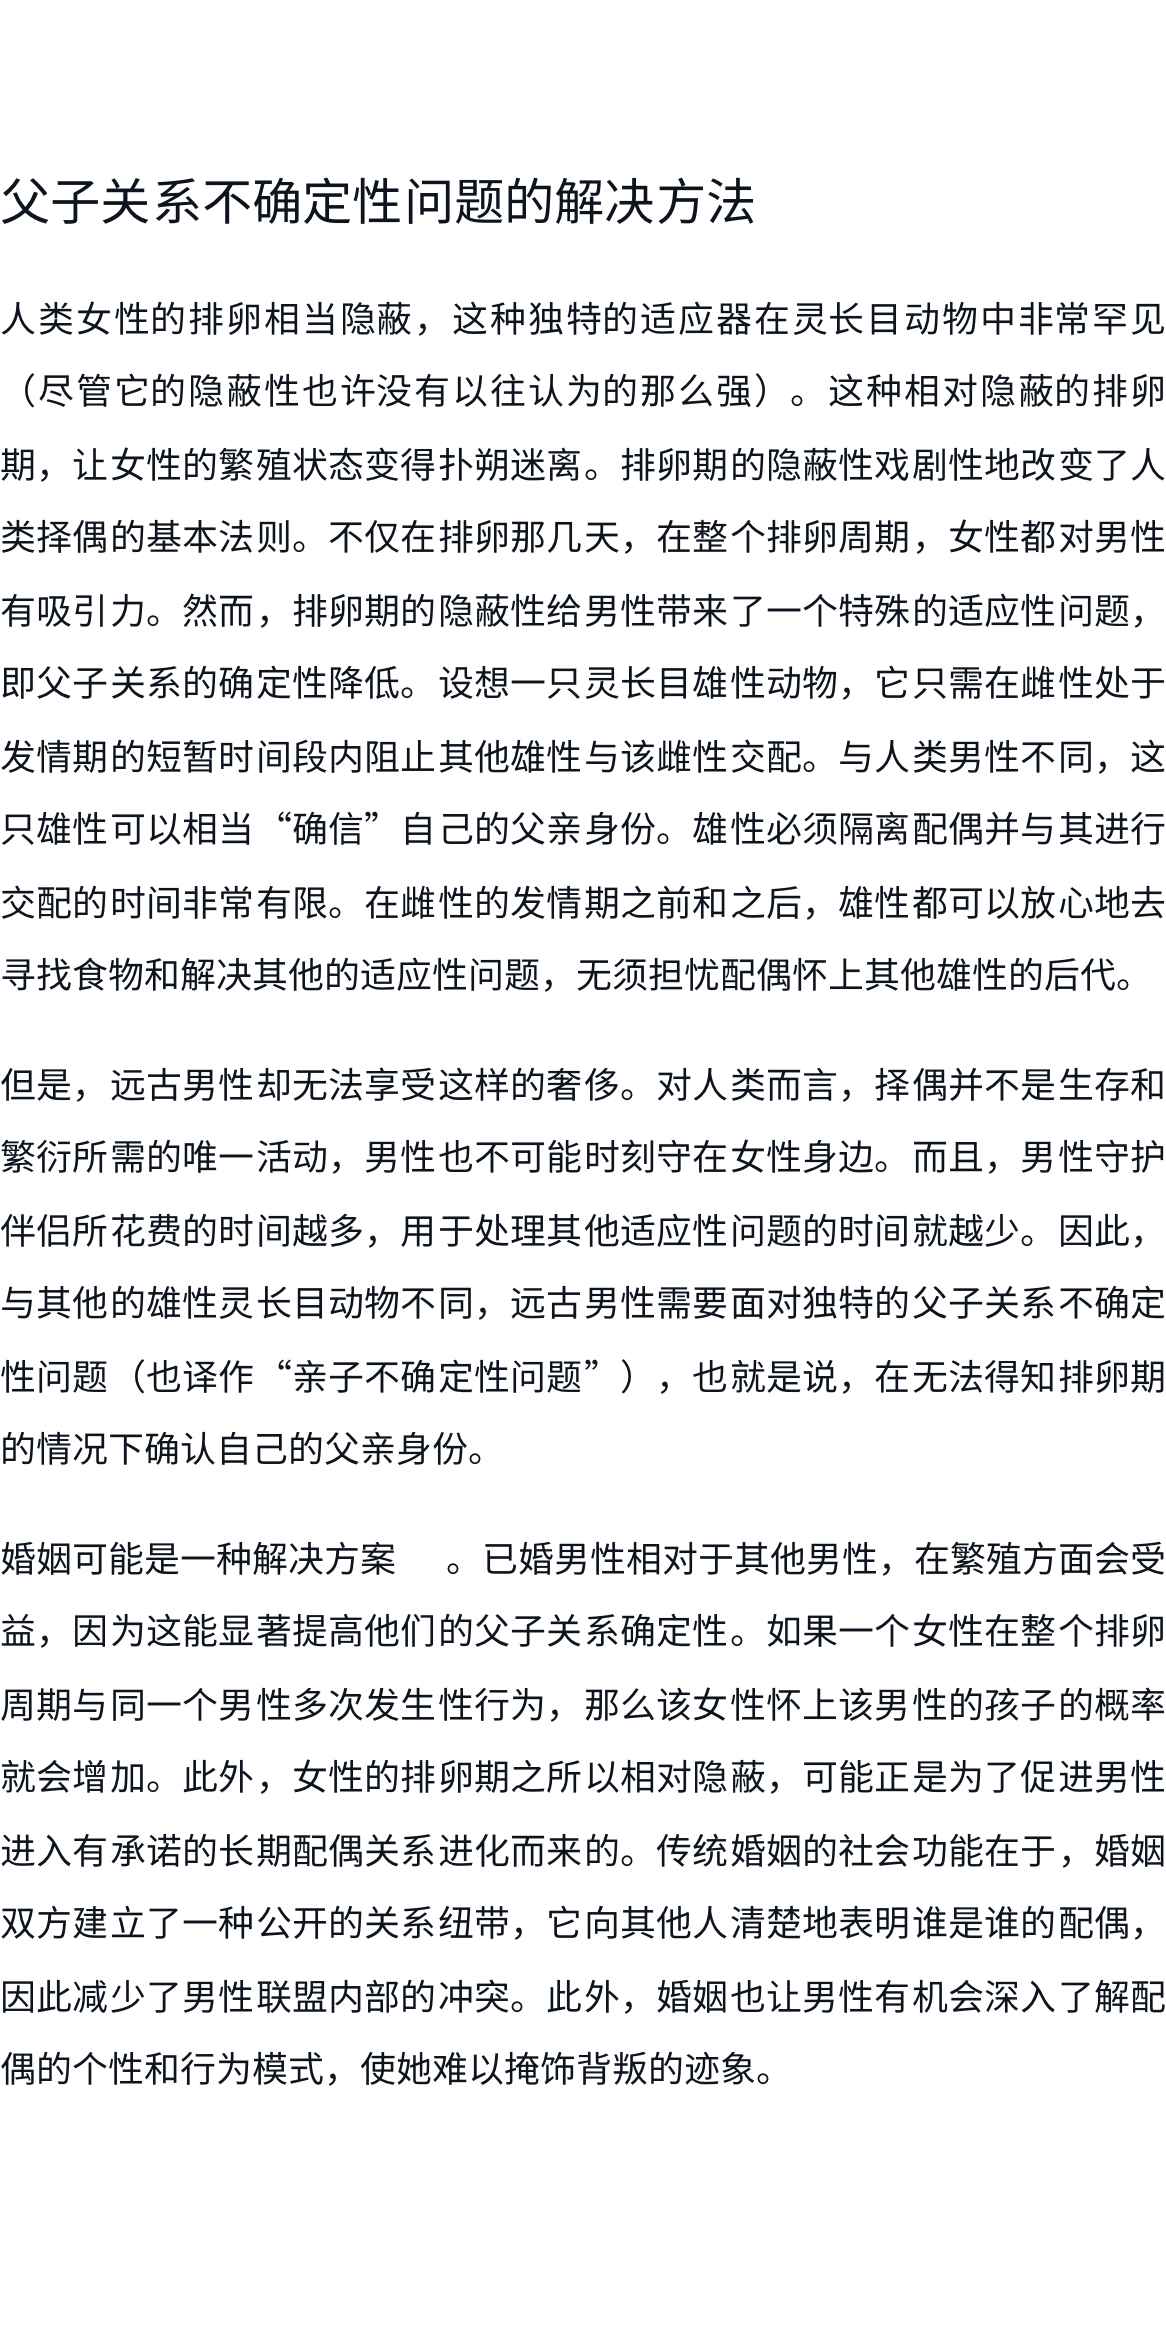 父子关系不确定性问题的解决方法
人类女性的排卵相当隐蔽，这种独特的适应器在灵长目动物中非常罕见
（尽管它的隐蔽性也许没有以往认为的那么强）。这种相对隐蔽的排卵
期，让女性的繁殖状态变得扑朔迷离。排卵期的隐蔽性戏剧性地改变了人
类择偶的基本法则。不仅在排卵那几天，在整个排卵周期，女性都对男性
有吸引力。然而，排卵期的隐蔽性给男性带来了一个特殊的适应性问题，
即父子关系的确定性降低。设想一只灵长目雄性动物，它只需在雌性处于
发情期的短暂时间段内阻止其他雄性与该雌性交配。与人类男性不同，这
只雄性可以相当“确信”自己的父亲身份。雄性必须隔离配偶并与其进行
交配的时间非常有限。在雌性的发情期之前和之后，雄性都可以放心地去
寻找食物和解决其他的适应性问题，无须担忧配偶怀上其他雄性的后代。
但是，远古男性却无法享受这样的奢侈。对人类而言，择偶并不是生存和
繁衍所需的唯一活动，男性也不可能时刻守在女性身边。而且，男性守护
伴侣所花费的时间越多，用于处理其他适应性问题的时间就越少。因此，
与其他的雄性灵长目动物不同，远古男性需要面对独特的父子关系不确定
性问题（也译作“亲子不确定性问题”），也就是说，在无法得知排卵期
的情况下确认自己的父亲身份。
婚姻可能是一种解决方案 。已婚男性相对于其他男性，在繁殖方面会受
益，因为这能显著提高他们的父子关系确定性。如果一个女性在整个排卵
周期与同一个男性多次发生性行为，那么该女性怀上该男性的孩子的概率
就会增加。此外，女性的排卵期之所以相对隐蔽，可能正是为了促进男性
进入有承诺的长期配偶关系进化而来的。传统婚姻的社会功能在于，婚姻
双方建立了一种公开的关系纽带，它向其他人清楚地表明谁是谁的配偶，
因此减少了男性联盟内部的冲突。此外，婚姻也让男性有机会深入了解配
偶的个性和行为模式，使她难以掩饰背叛的迹象。